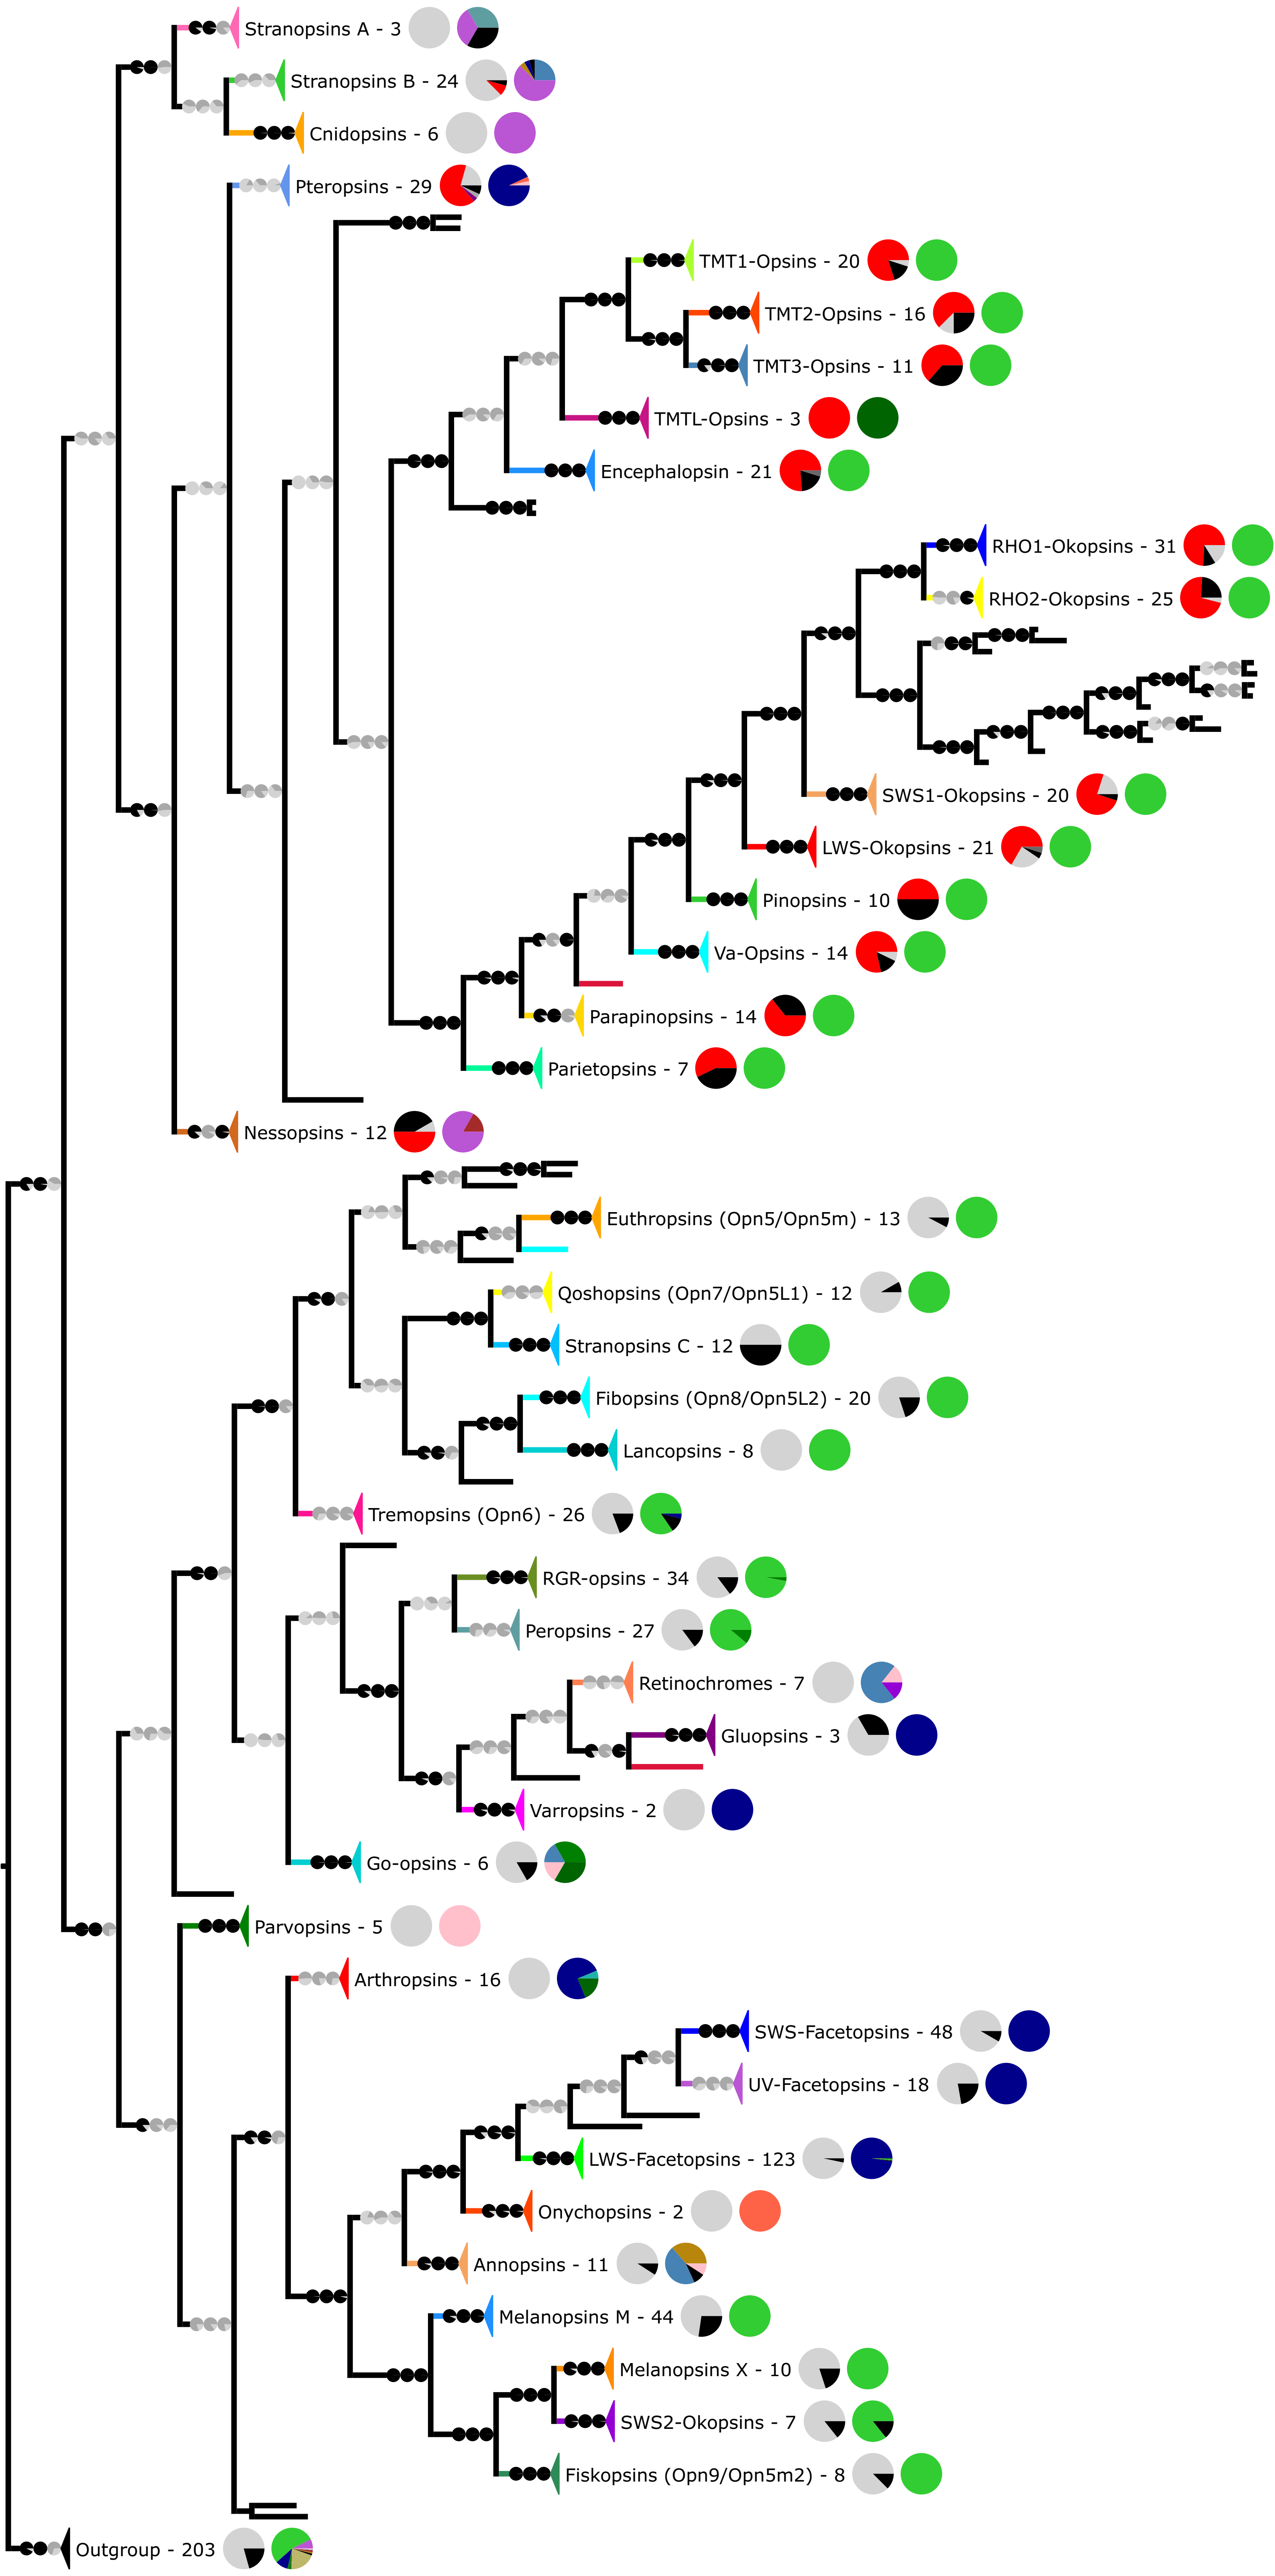 Stranopsins A - 3
Stranopsins B - 24
Cnidopsins - 6
Pteropsins - 29
TMT1-Opsins - 20
TMT2-Opsins - 16
TMT3-Opsins - 11
TMTL-Opsins - 3
Encephalopsin - 21
RHO1-Okopsins - 31
RHO2-Okopsins - 25
SWS1-Okopsins - 20
LWS-Okopsins - 21
Pinopsins - 10
Va-Opsins - 14
Parapinopsins - 14
Parietopsins - 7
Nessopsins - 12
Euthropsins (Opn5/Opn5m) - 13
Qoshopsins (Opn7/Opn5L1) - 12
Stranopsins C - 12
Fibopsins (Opn8/Opn5L2) - 20
Lancopsins - 8
Tremopsins (Opn6) - 26
RGR-opsins - 34
Peropsins - 27
Retinochromes - 7
Gluopsins - 3
Varropsins - 2
Go-opsins - 6
Parvopsins - 5
Arthropsins - 16
SWS-Facetopsins - 48
UV-Facetopsins - 18
LWS-Facetopsins - 123
Onychopsins - 2
Annopsins - 11
Melanopsins M - 44
Melanopsins X - 10
SWS2-Okopsins - 7
Fiskopsins (Opn9/Opn5m2) - 8
Outgroup - 203